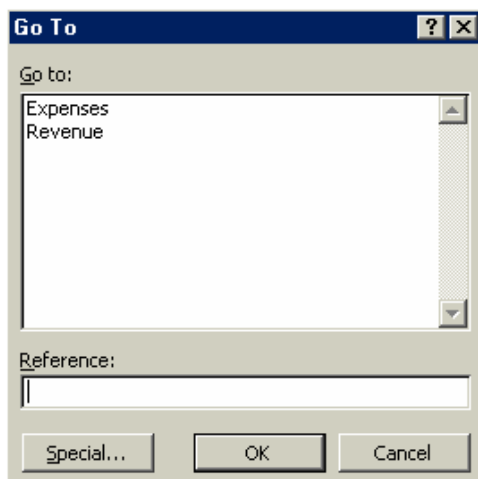 Go To
Go to:
Expenses
Revenue
Reference:
Special... OK Cancel